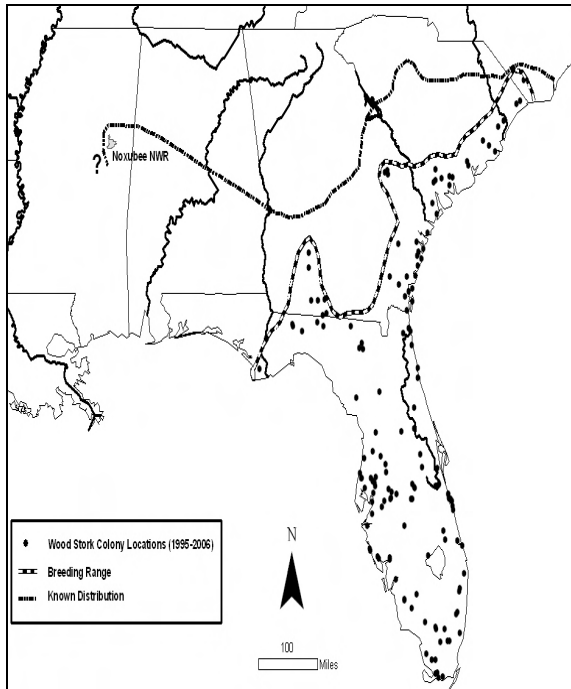 ?
Noxubee NWR
Wood Stork Colony Locations (1995-2006)
Breeding Range
Known Distribution
N
100
Miles